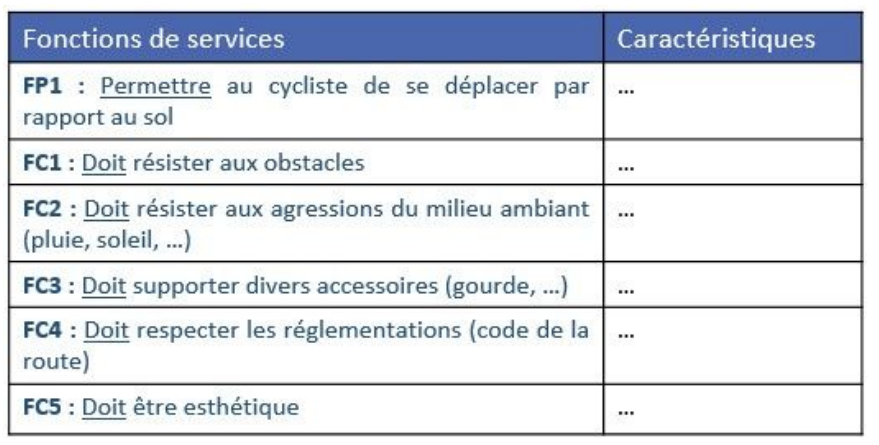 Fonctions de services
Caractéristiques
FP1 : Permettre au cycliste de se déplacer par
rapport au sol
...
FC1 : Doit résister aux obstacles
...
FC2 : Doit résister aux agressions du milieu ambiant
(pluie, soleil, ...)
...
FC3 : Doit supporter divers accessoires (gourde, ...)
...
FC4 : Doit respecter les réglementations (code de la
route)
...
FC5 : Doit être esthétique
...